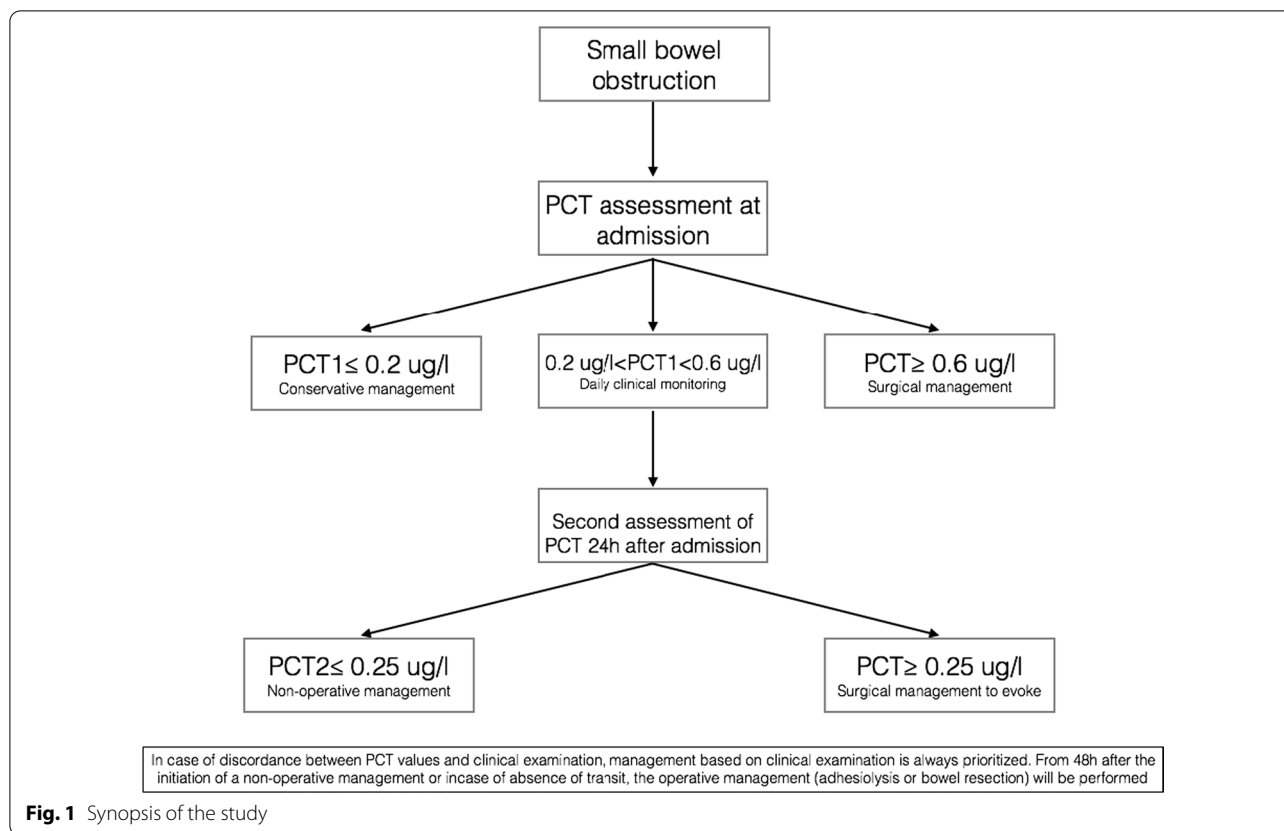 Small bowel
obstruction
PCT assessment at
admission
PCT1≤ 0.2 ug/l
Conservative management
0.2 ug/l<PCT1<0.6 ug/l
Daily clinical monitoring
PCT≥ 0.6 ug/l
Surgical management
Second assessment of
PCT 24h after admission
PCT2≤ 0.25 ug/l
Non-operative management
PCT≥ 0.25 ug/l
Surgical management to evoke
In case of discordance between PCT values and clinical examination, management based on clinical examination is always prioritized. From 48h after the
initiation of a non-operative management or incase of absence of transit, the operative management (adhesiolysis or bowel resection) will be performed
Fig. 1 Synopsis of the study